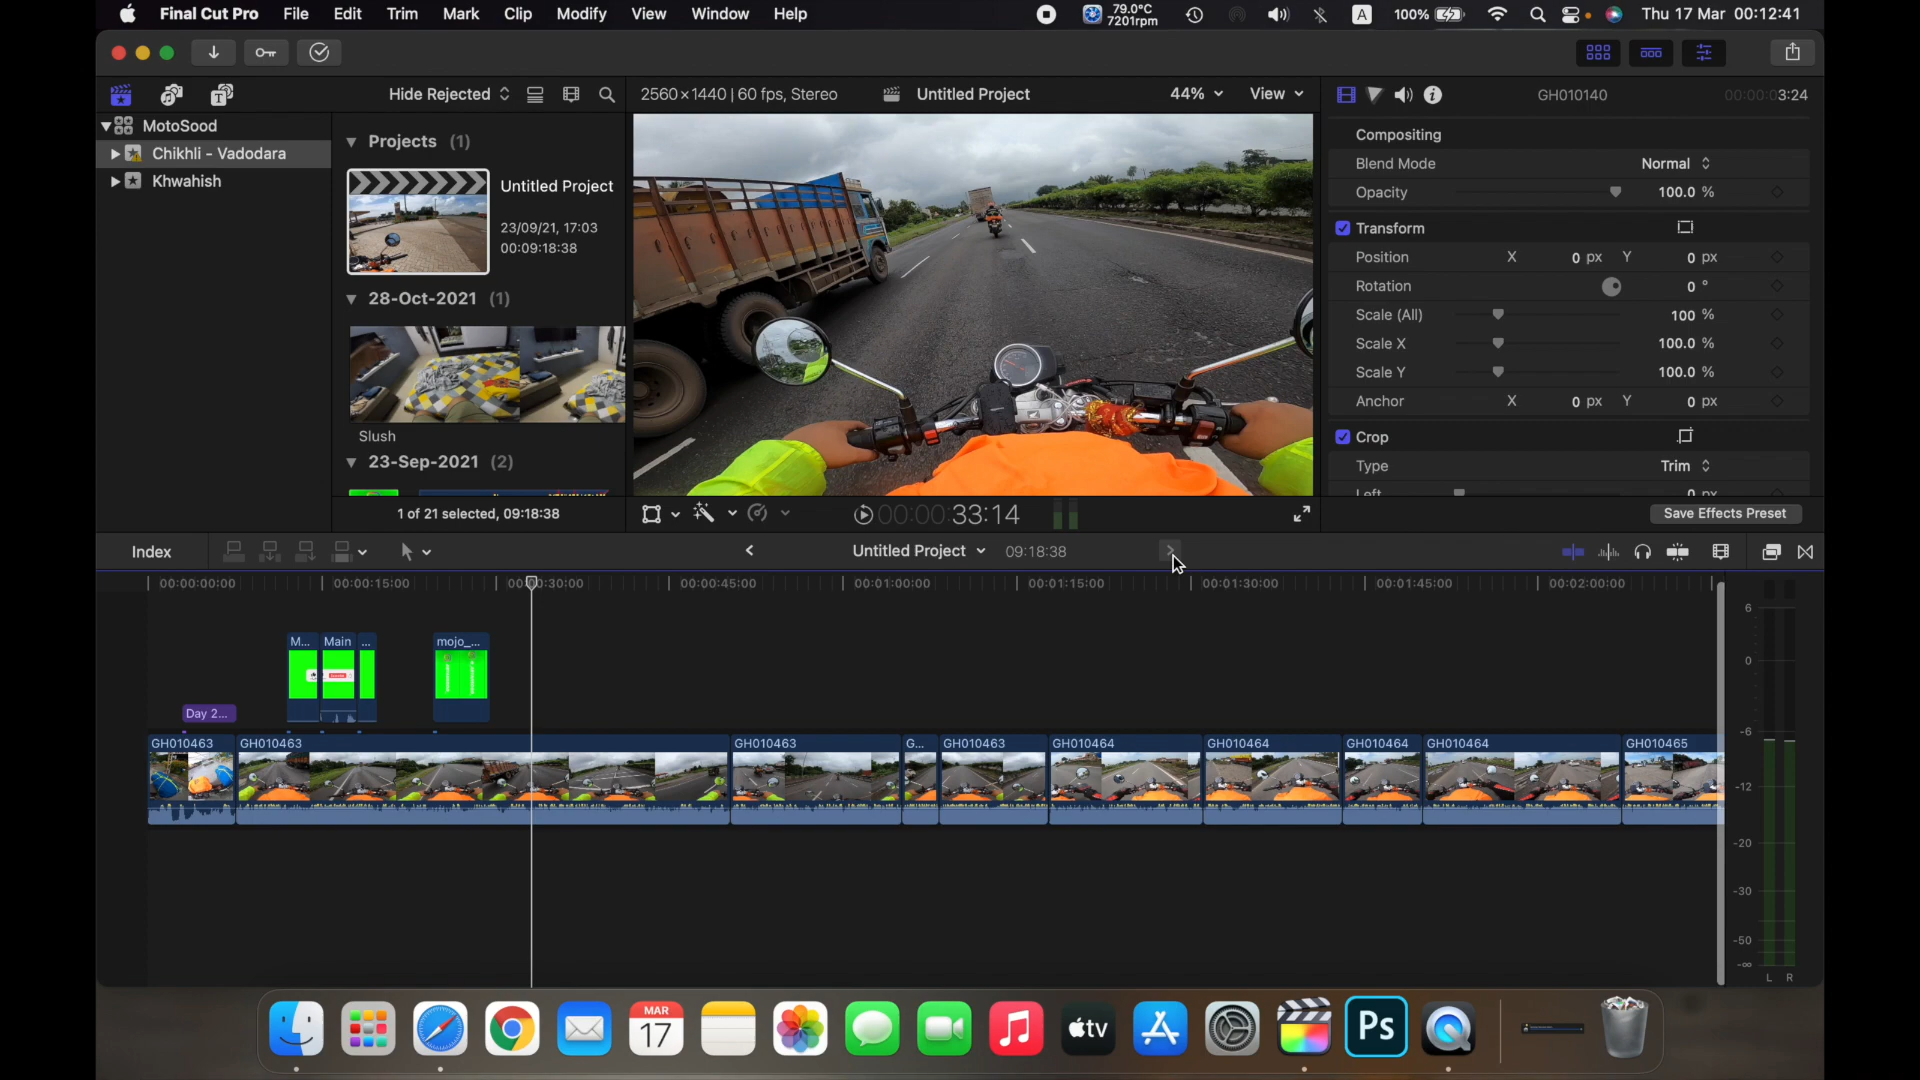 Final Cut Pro File Edit Trim Mark Clip Modify View Window Help 79.0°C 7201rpm A 100% Thu 17 Mar 00:12:41
Hide Rejected
2560×1440 | 60 fps, Stereo Untitled Project 44% View
GH010140 00:00:03:24
MotoSood
Chikhli - Vadodara
Khwahish
Projects (1)
Untitled Project
23/09/21, 17:03
00:09:18:38
28-Oct-2021 (1)
Slush
23-Sep-2021 (2)
1 of 21 selected, 09:18:38
00:00:00:33:14
Compositing
Blend Mode Normal
Opacity 100.0 %
Transform
Position X 0 px Y 0 px
Rotation 0 °
Scale (All) 100 %
Scale X 100.0 %
Scale Y 100.0 %
Anchor X 0 px Y 0 px
Crop
Type Trim
Left 0 px
Save Effects Preset
Index Untitled Project 09:18:38
00:00:00:00 00:00:15:00 00:00:30:00 00:00:45:00 00:01:00:00 00:01:15:00 00:01:30:00 00:01:45:00 00:02:00:00
M... Main ... mojo_...
Day 2...
GH010463 GH010463 GH010463 G... GH010463 GH010464 GH010464 GH010464 GH010464 GH010465
6
0
-6
-12
-20
-30
-50
-∞
L R
MAR
17
tv
Ps